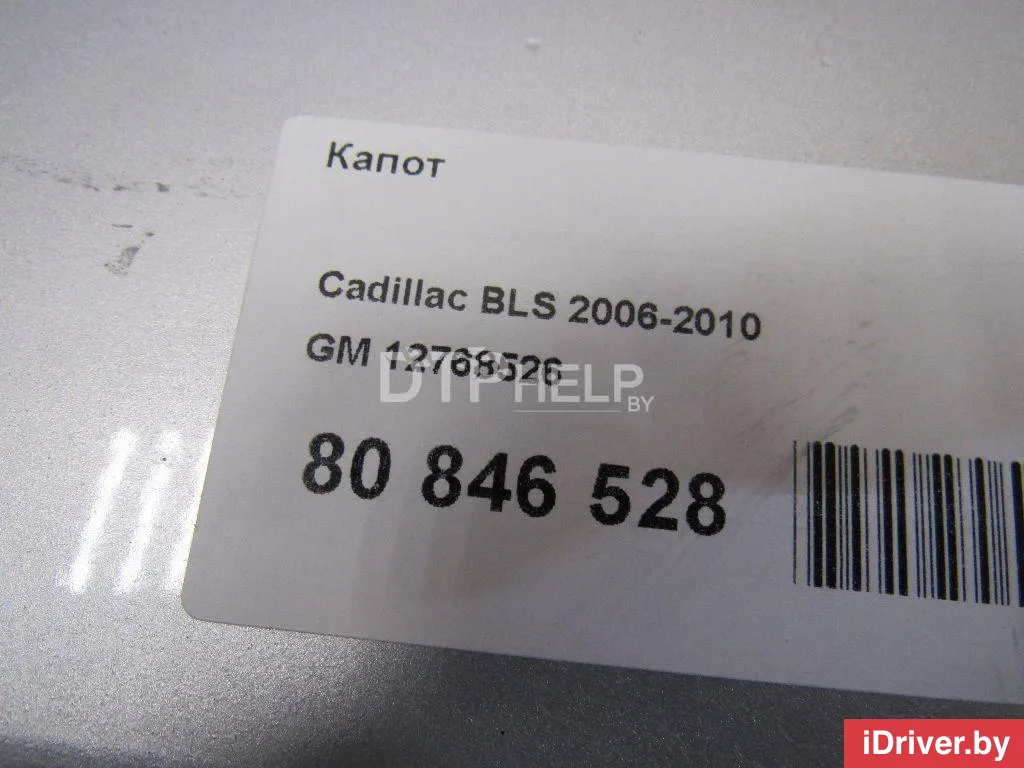 Капот
Cadillac BLS 2006-2010
GM 12768526
DTPHELP
BY
80 846 528
iDriver.by